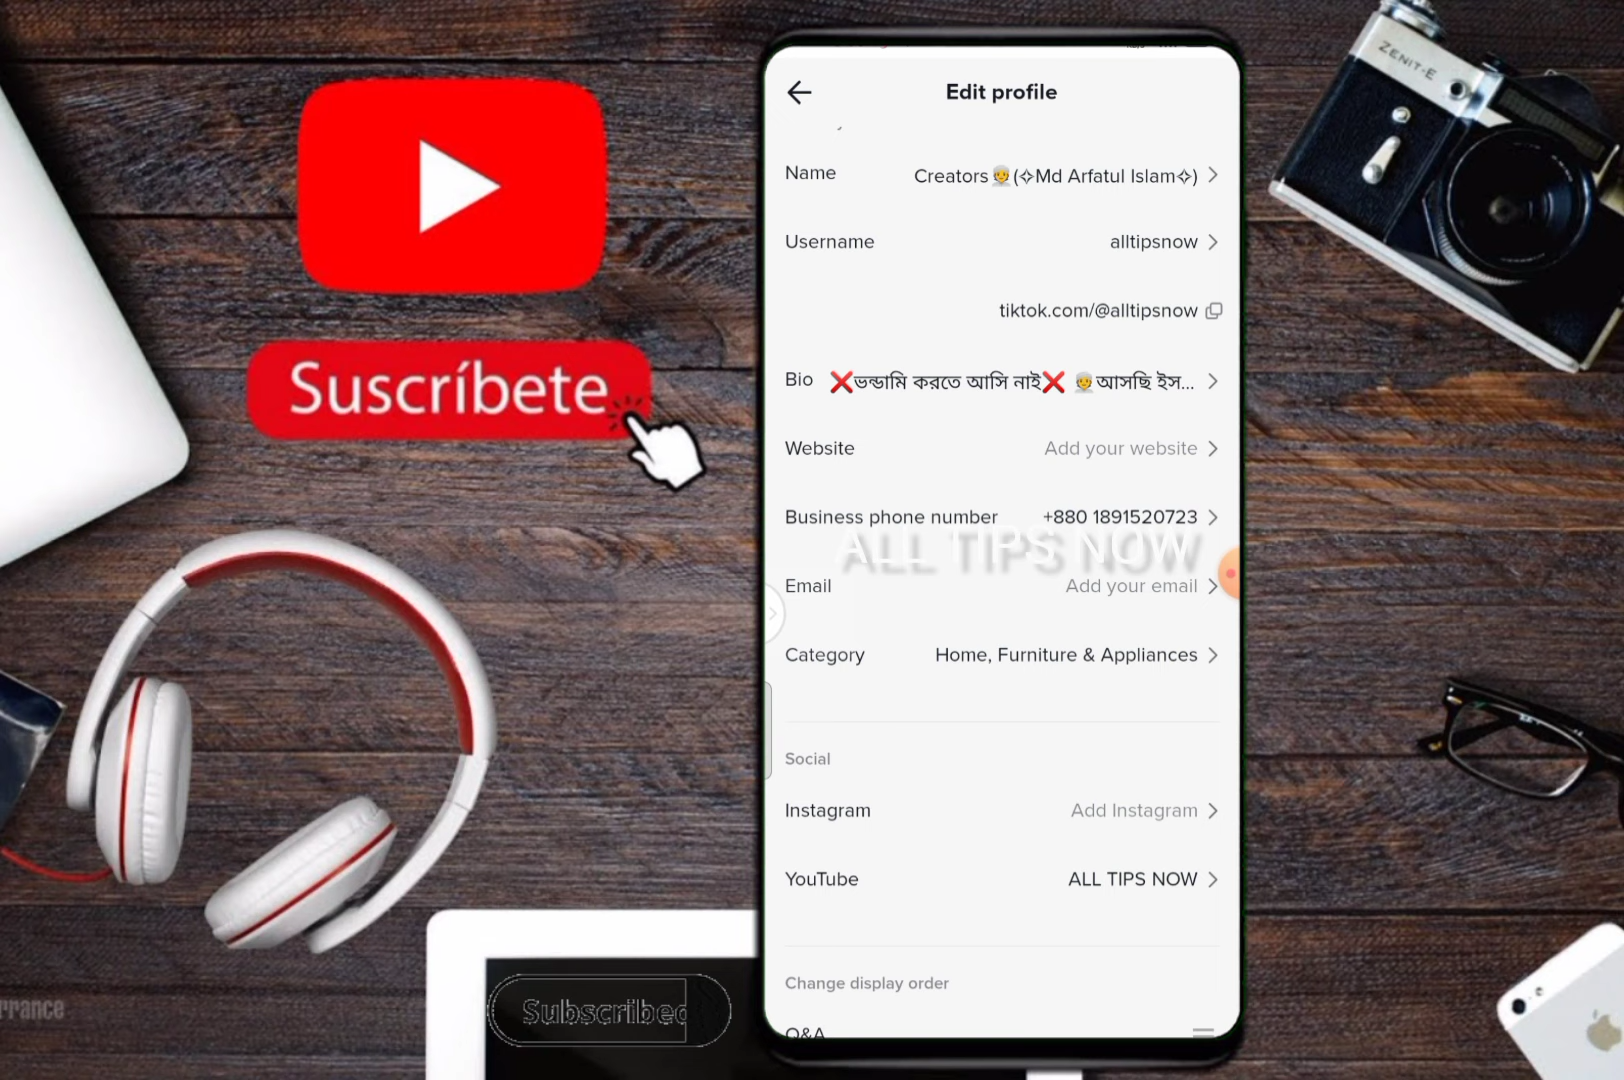 ZENIT-E
Suscríbete
Edit profile
Name Creators👳(✧Md Arfatul Islam✧)
Username alltipsnow
tiktok.com/@alltipsnow
Bio ❌ভন্ডামি করতে আসি নাই❌ 👳আসছি ইস...
Website Add your website
Business phone number +880 1891520723
ALL TIPS NOW
Email Add your email
Category Home, Furniture & Appliances
Social
Instagram Add Instagram
YouTube ALL TIPS NOW
Change display order
Q&A
Subscribed
rrance